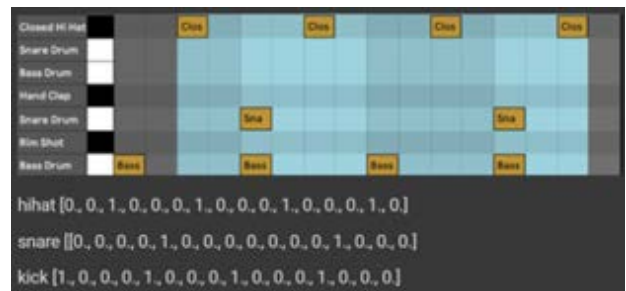 Closed Hi Hat Clos Clos Clos Clos
Snare Drum
Bass Drum
Hand Clap
Snare Drum Sna Sna
Rim Shot
Bass Drum Bass Bass Bass Bass
hihat [0., 0., 1., 0., 0., 0., 1., 0., 0., 0., 1., 0., 0., 0., 1., 0.]
snare [[0., 0., 0., 0., 1., 0., 0., 0., 0., 0., 0., 0., 1., 0., 0., 0.]
kick [1., 0., 0., 0., 1., 0., 0., 0., 1., 0., 0., 0., 1., 0., 0., 0.]